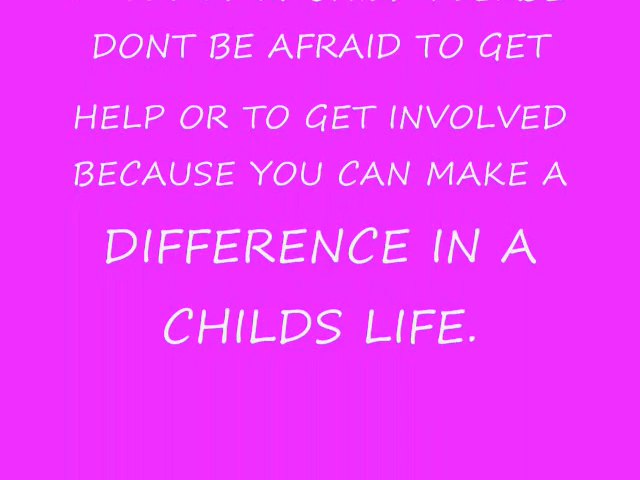 DONT BE AFRAID TO GET
HELP OR TO GET INVOLVED
BECAUSE YOU CAN MAKE A
DIFFERENCE IN A
CHILDS LIFE.